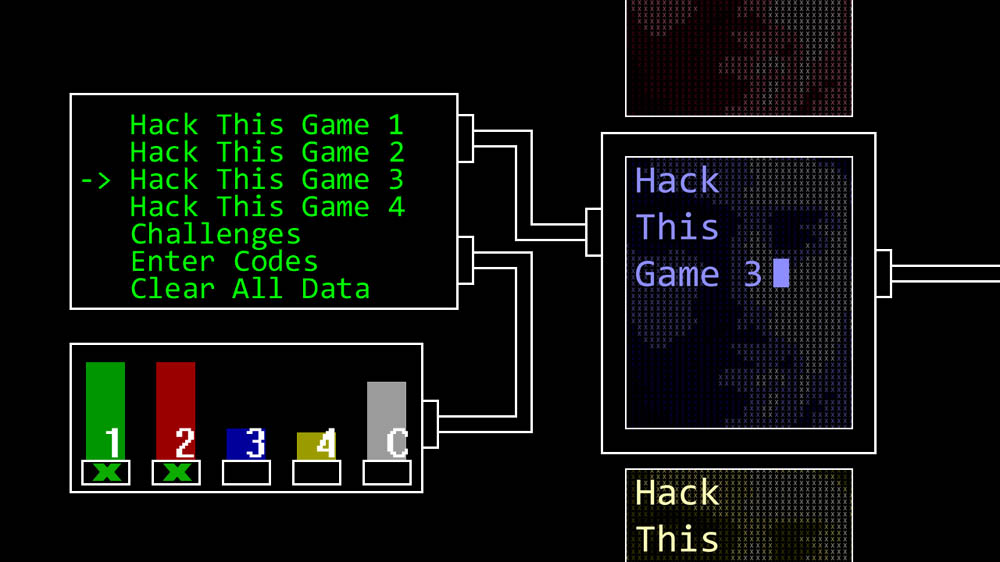 Hack This Game 1
Hack This Game 2
-> Hack This Game 3
Hack This Game 4
Challenges
Enter Codes
Clear All Data
1 2 3 4 C
X X
Hack
This
Game 3
Hack
This